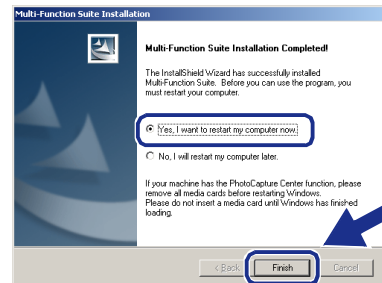 Multi-Function Suite Installation
Multi-Function Suite Installation Completed!
The InstallShield Wizard has successfully installed
Multi-Function Suite. Before you can use the program, you
must restart your computer.
Yes, I want to restart my computer now.
No, I will restart my computer later.
If your machine has the PhotoCapture Center function, please
remove all media cards before restarting Windows.
Please do not insert a media card until Windows has finished
loading.
< Back
Finish
Cancel